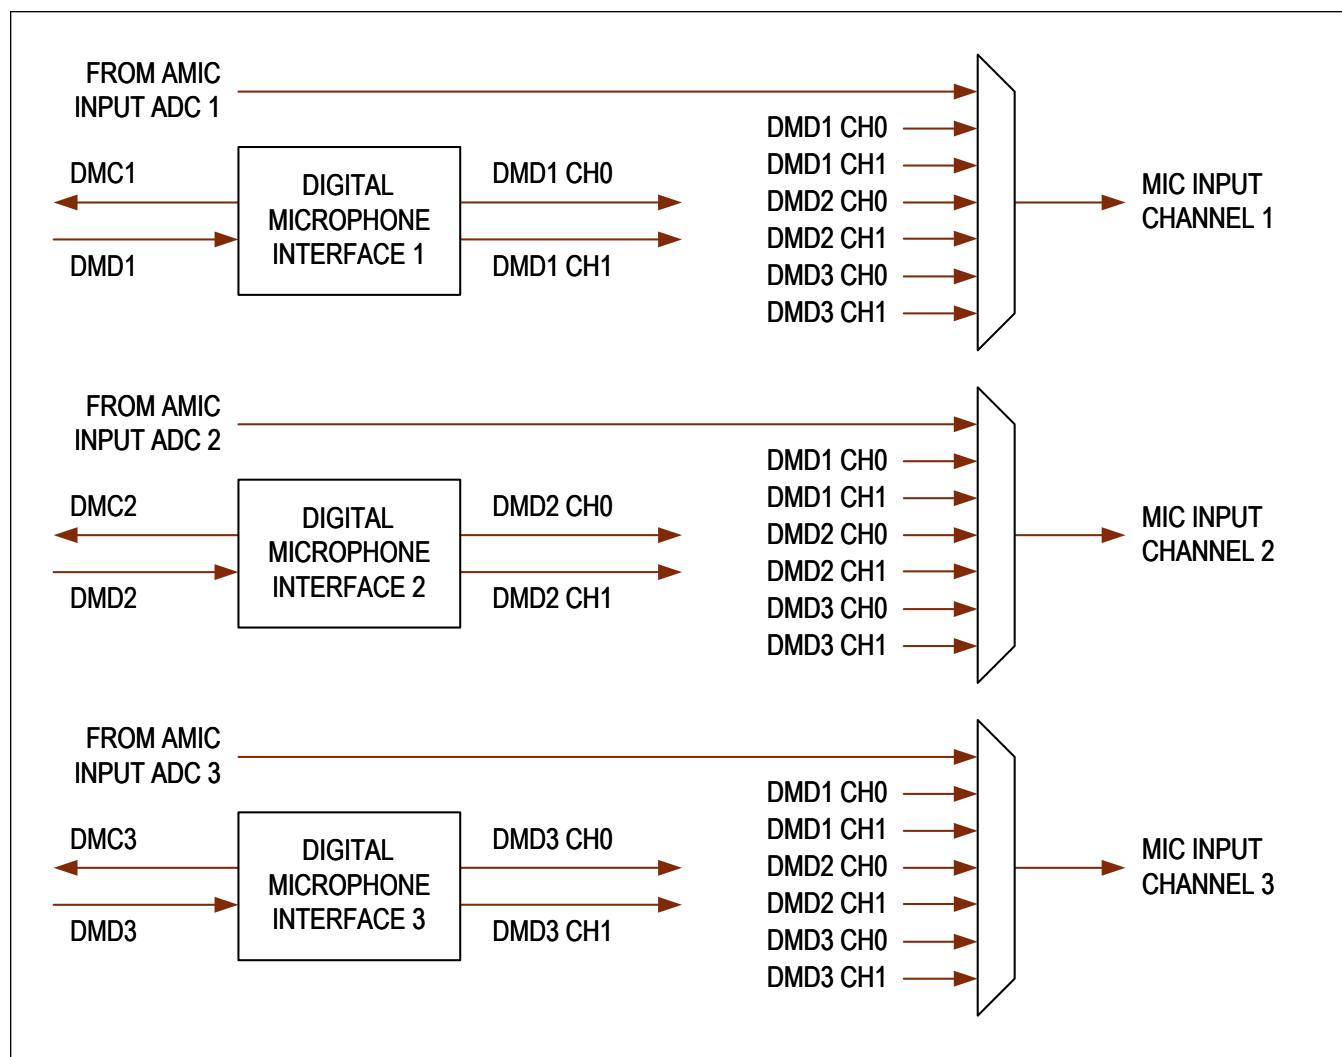 FROM AMIC
INPUT ADC 1
DMC1
DMD1
DIGITAL
MICROPHONE
INTERFACE 1
DMD1 CH0
DMD1 CH1
DMD1 CH0
DMD1 CH1
DMD2 CH0
DMD2 CH1
DMD3 CH0
DMD3 CH1
MIC INPUT
CHANNEL 1
FROM AMIC
INPUT ADC 2
DMC2
DMD2
DIGITAL
MICROPHONE
INTERFACE 2
DMD2 CH0
DMD2 CH1
DMD1 CH0
DMD1 CH1
DMD2 CH0
DMD2 CH1
DMD3 CH0
DMD3 CH1
MIC INPUT
CHANNEL 2
FROM AMIC
INPUT ADC 3
DMC3
DMD3
DIGITAL
MICROPHONE
INTERFACE 3
DMD3 CH0
DMD3 CH1
DMD1 CH0
DMD1 CH1
DMD2 CH0
DMD2 CH1
DMD3 CH0
DMD3 CH1
MIC INPUT
CHANNEL 3